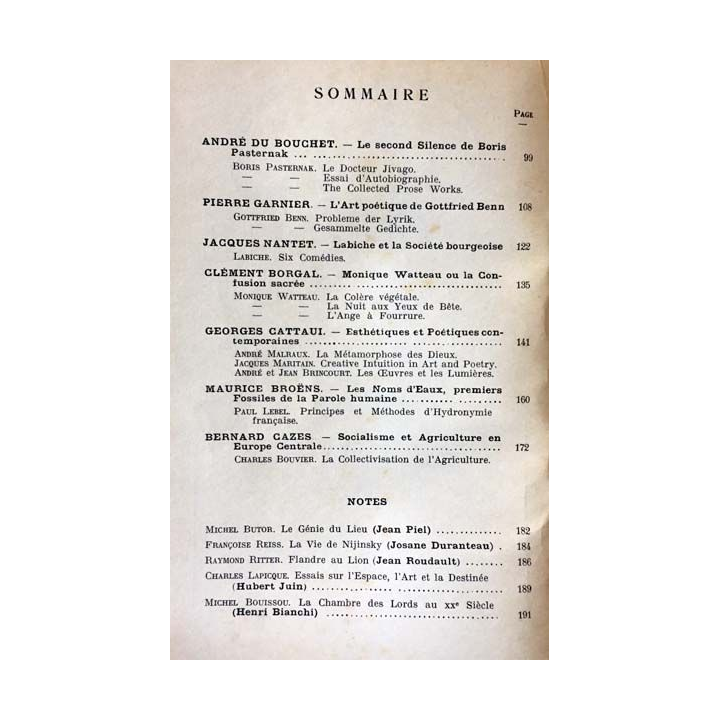 SOMMAIRE
PAGE
ANDRÉ DU BOUCHET. — Le second Silence de Boris
Pasternak ... .................................. 99
BORIS PASTERNAK. Le Docteur Jivago.
— — Essai d'Autobiographie.
— — The Collected Prose Works.
PIERRE GARNIER. — L'Art poétique de Gottfried Benn 108
GOTTFRIED BENN. Probleme der Lyrik.
— — Gesammelte Gedichte.
JACQUES NANTET. — Labiche et la Société bourgeoise 122
LABICHE. Six Comédies.
CLÉMENT BORGAL. — Monique Watteau ou la Con-
fusion sacrée .................................. 135
MONIQUE WATTEAU. La Colère végétale.
— — La Nuit aux Yeux de Bête.
— — L'Ange à Fourrure.
GEORGES CATTAUI. — Esthétiques et Poétiques con-
temporaines .................................. 141
ANDRÉ MALRAUX. La Métamorphose des Dieux.
JACQUES MARITAIN. Creative Intuition in Art and Poetry.
ANDRÉ ET JEAN BRINCOURT. Les Œuvres et les Lumières.
MAURICE BROËNS. — Les Noms d'Eaux, premiers
Fossiles de la Parole humaine .................. 160
PAUL LEBEL. Principes et Méthodes d'Hydronymie
française.
BERNARD CAZES — Socialisme et Agriculture en
Europe Centrale.................................. 172
CHARLES BOUVIER. La Collectivisation de l'Agriculture.
NOTES
MICHEL BUTOR. Le Génie du Lieu (Jean Piel) ............. 182
FRANÇOISE REISS. La Vie de Nijinsky (Josane Duranteau) . 184
RAYMOND RITTER. Fiandre au Lion (Jean Roudault) ........ 186
CHARLES LAPICQUE. Essais sur l'Espace, l'Art et la Destinée
(Hubert Juin) .................................. 189
MICHEL BOUISSOU. La Chambre des Lords au XXe Siècle
(Henri Bianchi) .................................. 191